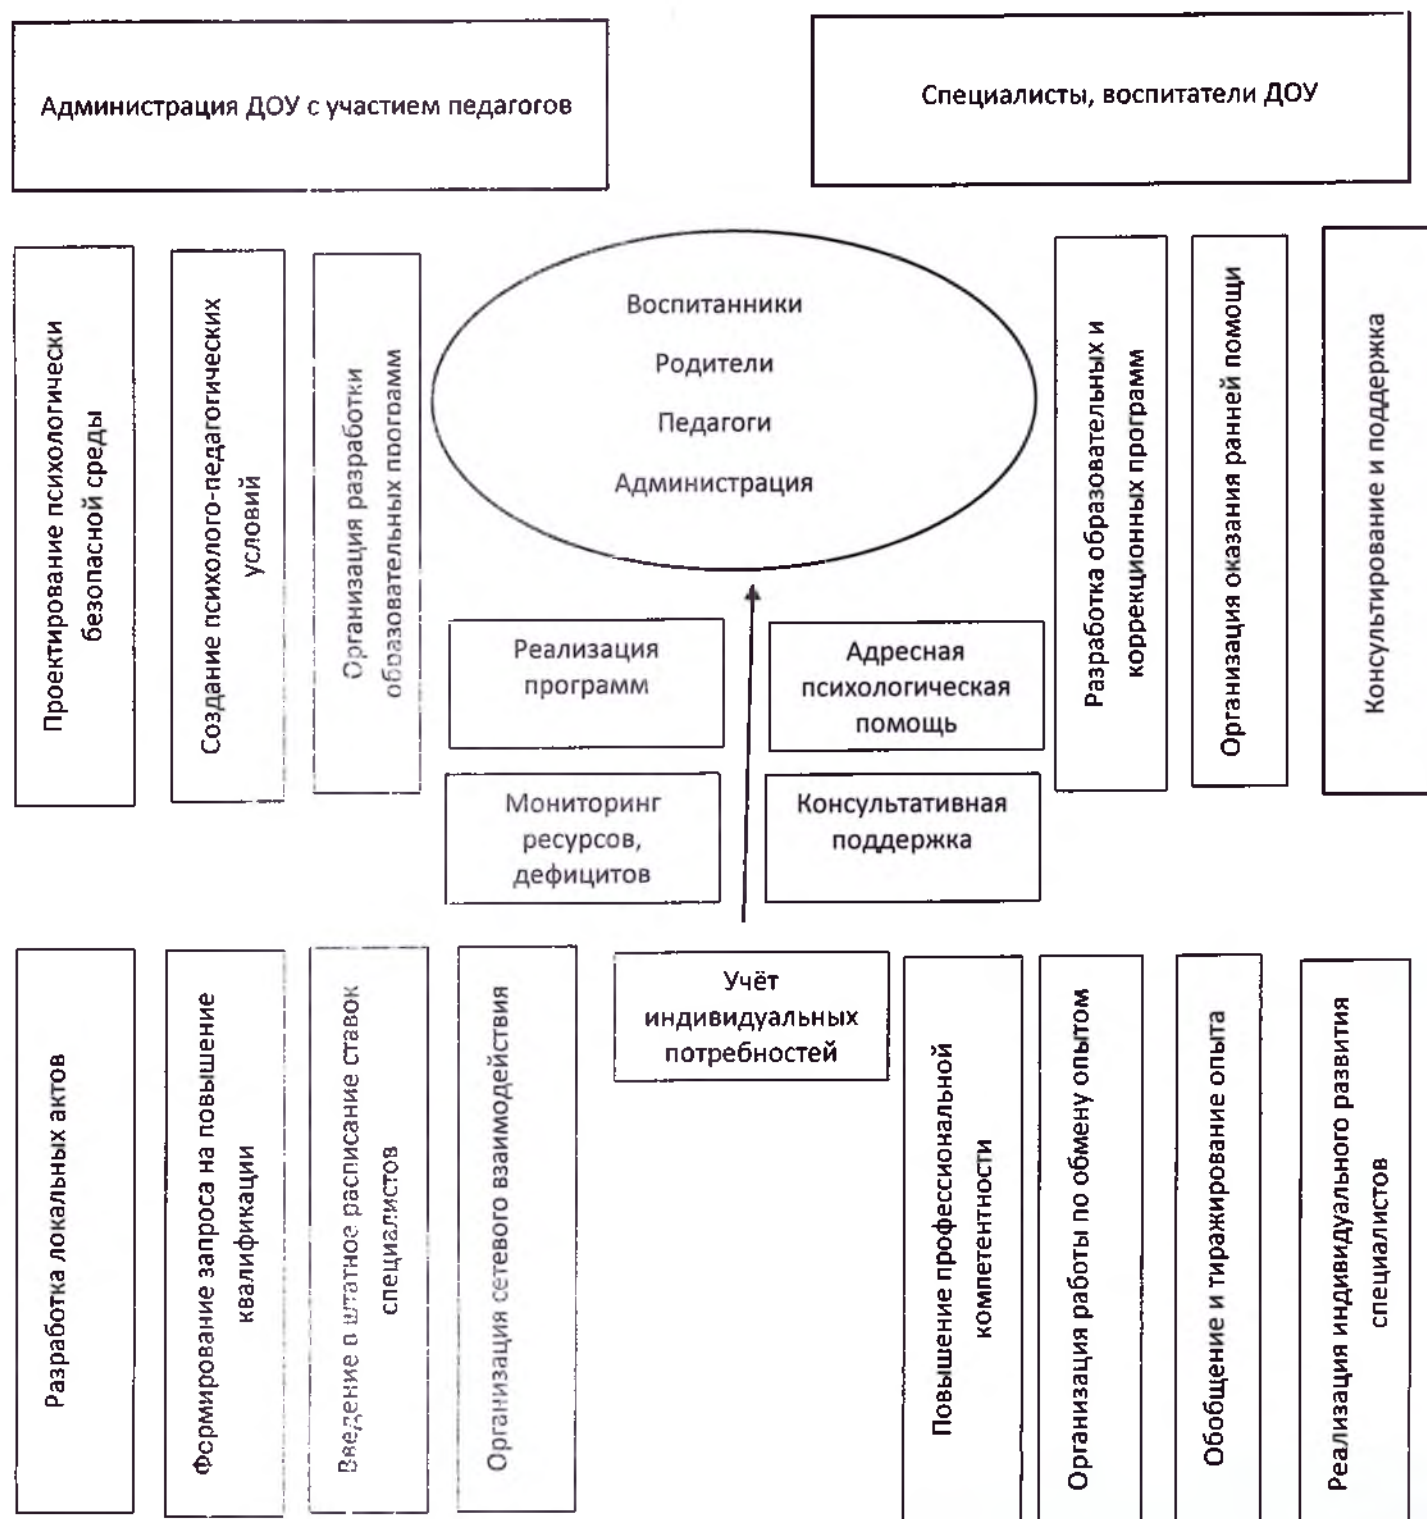 Администрация ДОУ с участием педагогов
Специалисты, воспитатели ДОУ
Проектирование психологически
безопасной среды
Создание психолого-педагогических
условий
Организация разработки
образовательных программ
Воспитанники
Родители
Педагоги
Администрация
Разработка образовательных и
коррекционных программ
Организация оказания ранней помощи
Консультирование и поддержка
Реализация
программ
Адресная
психологическая
помощь
Мониторинг
ресурсов,
дефицитов
Консультативная
поддержка
Разработка локальных актов
Формирование запроса на повышение
квалификации
Введение в штатное расписание ставок
специалистов
Организация сетевого взаимодействия
Учёт
индивидуальных
потребностей
Повышение профессиональной
компетентности
Организация работы по обмену опытом
Обобщение и тиражирование опыта
Реализация индивидуального развития
специалистов